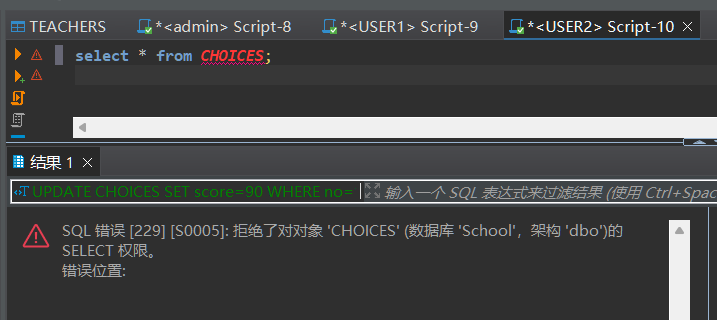 TEACHERS *<admin> Script-8 *<USER1> Script-9 *<USER2> Script-10
select * from CHOICES;
结果 1
UPDATE CHOICES SET score=90 WHERE no= 输入一个 SQL 表达式来过滤结果 (使用 Ctrl+Spac
SQL 错误 [229] [S0005]: 拒绝了对对象 'CHOICES' (数据库 'School'，架构 'dbo')的
SELECT 权限。
错误位置: